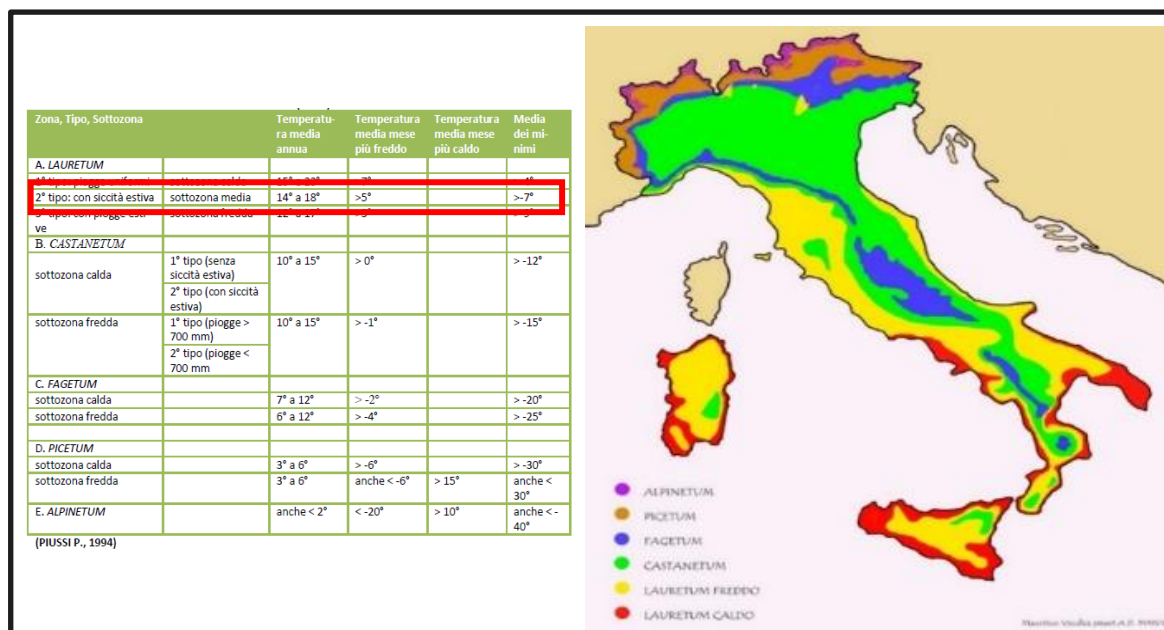 Zona, Tipo, Sottozona Temperatu- Temperatura Temperatura Media
ra media media mese media mese dei mi-
annua più freddo più caldo nimi
A. LAURETUM
2° tipo: con siccità estiva sottozona media 14° a 18° >5° >-7°
ve
B. CASTANETUM
sottozona calda
1° tipo (senza 10° a 15° > 0° > -12°
siccità estiva)
2° tipo (con siccità
estiva)
sottozona fredda 1° tipo (piogge > 10° a 15° > -1° > -15°
700 mm)
2° tipo (piogge <
700 mm
C. FAGETUM
sottozona calda 7° a 12° > -2° > -20°
sottozona fredda 6° a 12° > -4° > -25°
D. PICETUM
sottozona calda 3° a 6° > -6° > -30°
sottozona fredda 3° a 6° anche < -6° > 15° anche <
30°
E. ALPINETUM anche < 2° < -20° > 10° anche < -
40°
(PIUSSI P., 1994)
ALPINETUM
PICETUM
FAGETUM
CASTANETUM
LAURETUM FREDDO
LAURETUM CALDO